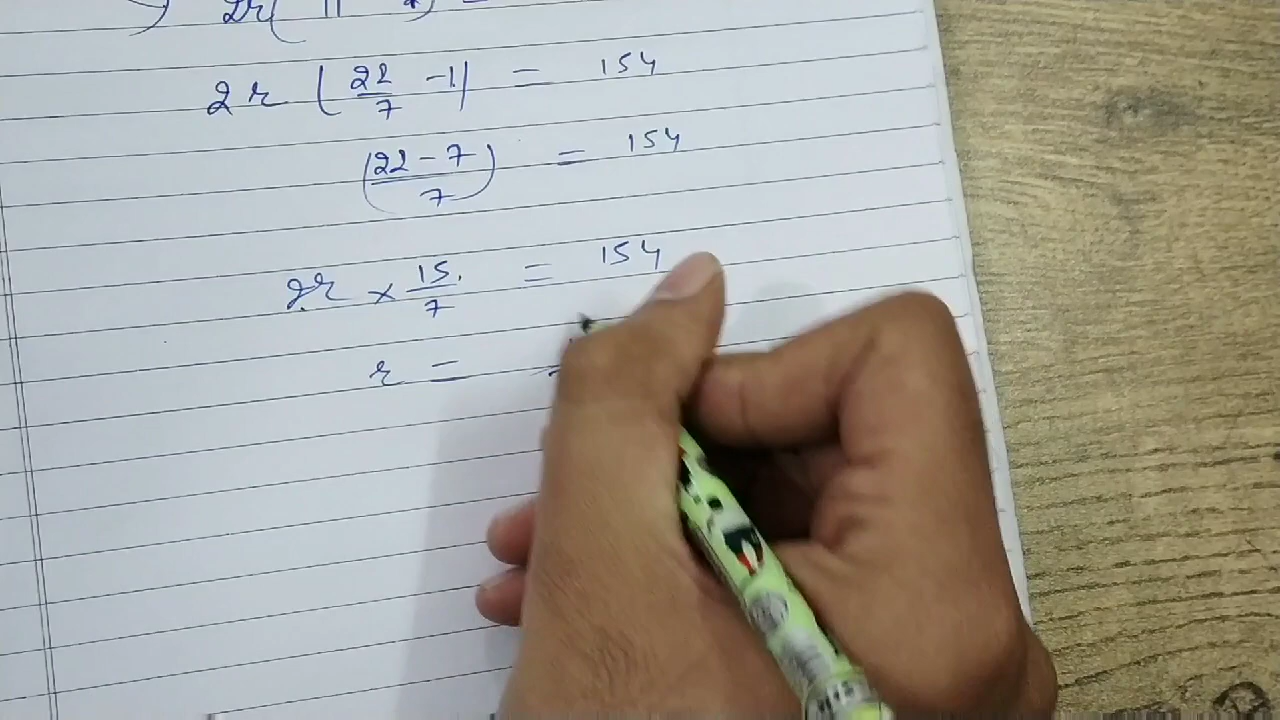 2r (22/7 -1) = 154
(22 - 7/7) = 154
2r × 15/7 = 154
r =